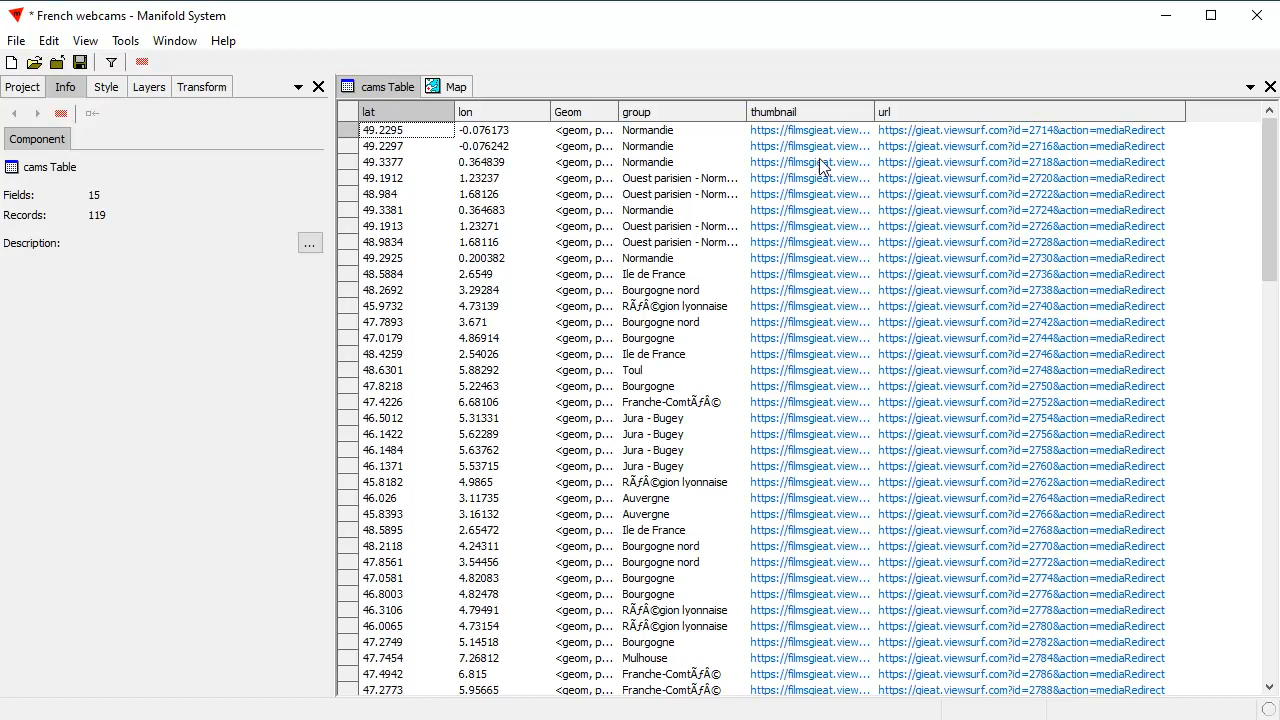 * French webcams - Manifold System
File Edit View Tools Window Help
Project Info Style Layers Transform
cams Table Map
Component
cams Table
Fields: 15
Records: 119
Description: ...
lat lon Geom group thumbnail url
49.2295 -0.076173 <geom, p... Normandie https://filmsgieat.view... https://gieat.viewsurf.com?id=2714&action=mediaRedirect
49.2297 -0.076242 <geom, p... Normandie https://filmsgieat.view... https://gieat.viewsurf.com?id=2716&action=mediaRedirect
49.3377 0.364839 <geom, p... Normandie https://filmsgieat.view... https://gieat.viewsurf.com?id=2718&action=mediaRedirect
49.1912 1.23237 <geom, p... Ouest parisien - Norm... https://filmsgieat.view... https://gieat.viewsurf.com?id=2720&action=mediaRedirect
48.984 1.68126 <geom, p... Ouest parisien - Norm... https://filmsgieat.view... https://gieat.viewsurf.com?id=2722&action=mediaRedirect
49.3381 0.364683 <geom, p... Normandie https://filmsgieat.view... https://gieat.viewsurf.com?id=2724&action=mediaRedirect
49.1913 1.23271 <geom, p... Ouest parisien - Norm... https://filmsgieat.view... https://gieat.viewsurf.com?id=2726&action=mediaRedirect
48.9834 1.68116 <geom, p... Ouest parisien - Norm... https://filmsgieat.view... https://gieat.viewsurf.com?id=2728&action=mediaRedirect
49.2925 0.200382 <geom, p... Normandie https://filmsgieat.view... https://gieat.viewsurf.com?id=2730&action=mediaRedirect
48.5884 2.6549 <geom, p... Ile de France https://filmsgieat.view... https://gieat.viewsurf.com?id=2736&action=mediaRedirect
48.2692 3.29284 <geom, p... Bourgogne nord https://filmsgieat.view... https://gieat.viewsurf.com?id=2738&action=mediaRedirect
45.9732 4.73139 <geom, p... RÃƒÂ©gion lyonnaise https://filmsgieat.view... https://gieat.viewsurf.com?id=2740&action=mediaRedirect
47.7893 3.671 <geom, p... Bourgogne nord https://filmsgieat.view... https://gieat.viewsurf.com?id=2742&action=mediaRedirect
47.0179 4.86914 <geom, p... Bourgogne https://filmsgieat.view... https://gieat.viewsurf.com?id=2744&action=mediaRedirect
48.4259 2.54026 <geom, p... Ile de France https://filmsgieat.view... https://gieat.viewsurf.com?id=2746&action=mediaRedirect
48.6301 5.88292 <geom, p... Toul https://filmsgieat.view... https://gieat.viewsurf.com?id=2748&action=mediaRedirect
47.8218 5.22463 <geom, p... Bourgogne https://filmsgieat.view... https://gieat.viewsurf.com?id=2750&action=mediaRedirect
47.4226 6.68106 <geom, p... Franche-ComtÃƒÂ© https://filmsgieat.view... https://gieat.viewsurf.com?id=2752&action=mediaRedirect
46.5012 5.31331 <geom, p... Jura - Bugey https://filmsgieat.view... https://gieat.viewsurf.com?id=2754&action=mediaRedirect
46.1422 5.62289 <geom, p... Jura - Bugey https://filmsgieat.view... https://gieat.viewsurf.com?id=2756&action=mediaRedirect
46.1484 5.63762 <geom, p... Jura - Bugey https://filmsgieat.view... https://gieat.viewsurf.com?id=2758&action=mediaRedirect
46.1371 5.53715 <geom, p... Jura - Bugey https://filmsgieat.view... https://gieat.viewsurf.com?id=2760&action=mediaRedirect
45.8182 4.9865 <geom, p... RÃƒÂ©gion lyonnaise https://filmsgieat.view... https://gieat.viewsurf.com?id=2762&action=mediaRedirect
46.026 3.11735 <geom, p... Auvergne https://filmsgieat.view... https://gieat.viewsurf.com?id=2764&action=mediaRedirect
45.8393 3.16132 <geom, p... Auvergne https://filmsgieat.view... https://gieat.viewsurf.com?id=2766&action=mediaRedirect
48.5895 2.65472 <geom, p... Ile de France https://filmsgieat.view... https://gieat.viewsurf.com?id=2768&action=mediaRedirect
48.2118 4.24311 <geom, p... Bourgogne nord https://filmsgieat.view... https://gieat.viewsurf.com?id=2770&action=mediaRedirect
47.8561 3.54456 <geom, p... Bourgogne nord https://filmsgieat.view... https://gieat.viewsurf.com?id=2772&action=mediaRedirect
47.0581 4.82083 <geom, p... Bourgogne https://filmsgieat.view... https://gieat.viewsurf.com?id=2774&action=mediaRedirect
46.8003 4.82478 <geom, p... Bourgogne https://filmsgieat.view... https://gieat.viewsurf.com?id=2776&action=mediaRedirect
46.3106 4.79491 <geom, p... RÃƒÂ©gion lyonnaise https://filmsgieat.view... https://gieat.viewsurf.com?id=2778&action=mediaRedirect
46.0065 4.73154 <geom, p... RÃƒÂ©gion lyonnaise https://filmsgieat.view... https://gieat.viewsurf.com?id=2780&action=mediaRedirect
47.2749 5.14518 <geom, p... Bourgogne https://filmsgieat.view... https://gieat.viewsurf.com?id=2782&action=mediaRedirect
47.7454 7.26812 <geom, p... Mulhouse https://filmsgieat.view... https://gieat.viewsurf.com?id=2784&action=mediaRedirect
47.4942 6.815 <geom, p... Franche-ComtÃƒÂ© https://filmsgieat.view... https://gieat.viewsurf.com?id=2786&action=mediaRedirect
47.2773 5.95665 <geom, p... Franche-ComtÃƒÂ© https://filmsgieat.view... https://gieat.viewsurf.com?id=2788&action=mediaRedirect